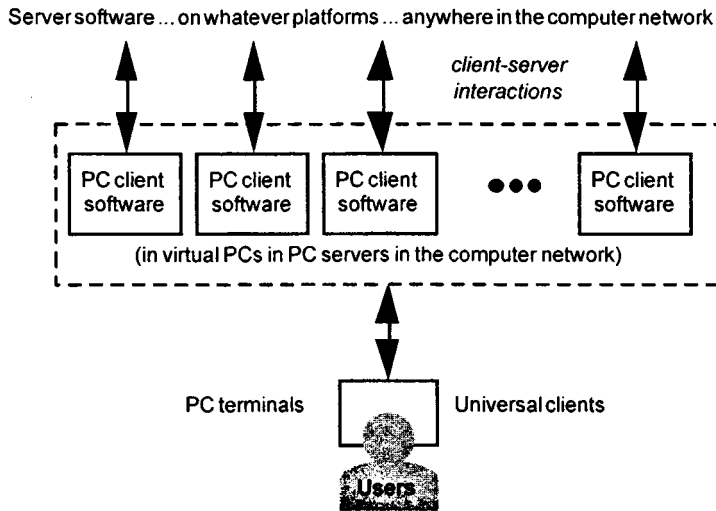 Server software ... on whatever platforms ... anywhere in the computer network
client-server
interactions
PC client
software
PC client
software
PC client
software
PC client
software
(in virtual PCs in PC servers in the computer network)
PC terminals
Universal clients
Users